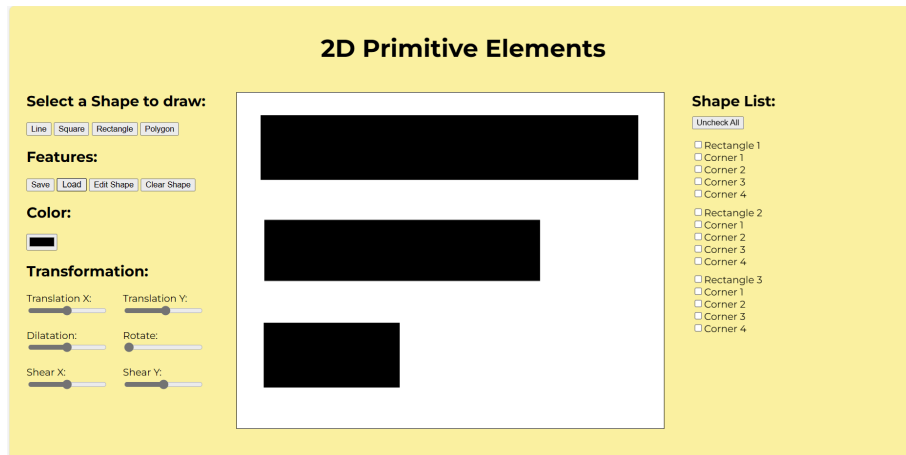 2D Primitive Elements
Select a Shape to draw:
Line Square Rectangle Polygon
Features:
Save Load Edit Shape Clear Shape
Color:
Transformation:
Translation X: Translation Y:
Dilatation: Rotate:
Shear X: Shear Y:
Shape List:
Uncheck All
Rectangle 1
Corner 1
Corner 2
Corner 3
Corner 4
Rectangle 2
Corner 1
Corner 2
Corner 3
Corner 4
Rectangle 3
Corner 1
Corner 2
Corner 3
Corner 4